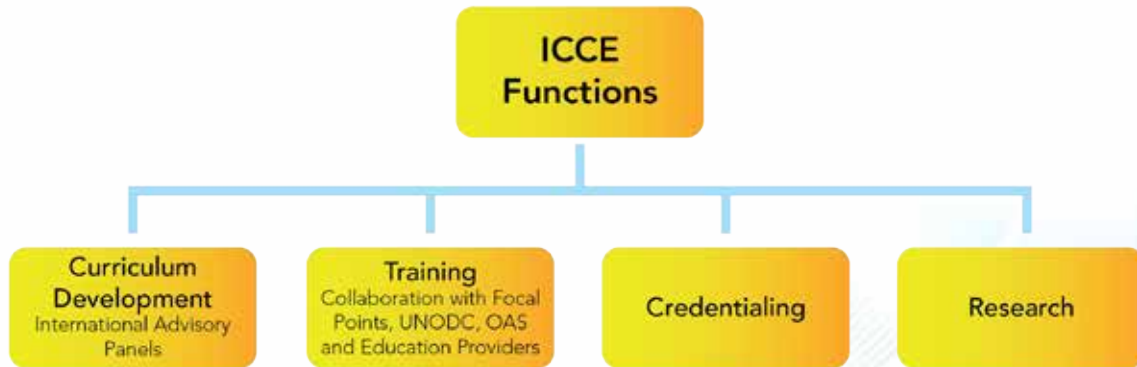 ICCE
Functions
Curriculum
Development
International Advisory
Panels
Training
Collaboration with Focal
Points, UNODC, OAS
and Education Providers
Credentialing
Research